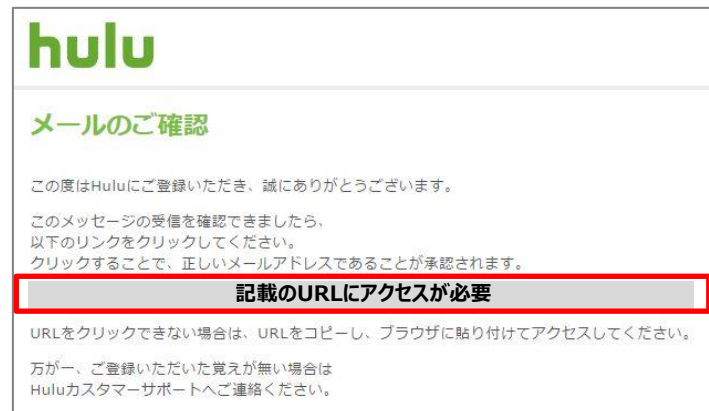 hulu
メールのご確認
この度はHuluにご登録いただき、誠にありがとうございます。
このメッセージの受信を確認できましたら、
以下のリンクをクリックしてください。
クリックすることで、正しいメールアドレスであることが承認されます。
記載のURLにアクセスが必要
URLをクリックできない場合は、URLをコピーし、ブラウザに貼り付けてアクセスしてください。
万が一、ご登録いただいた覚えが無い場合は
Huluカスタマーサポートへご連絡ください。